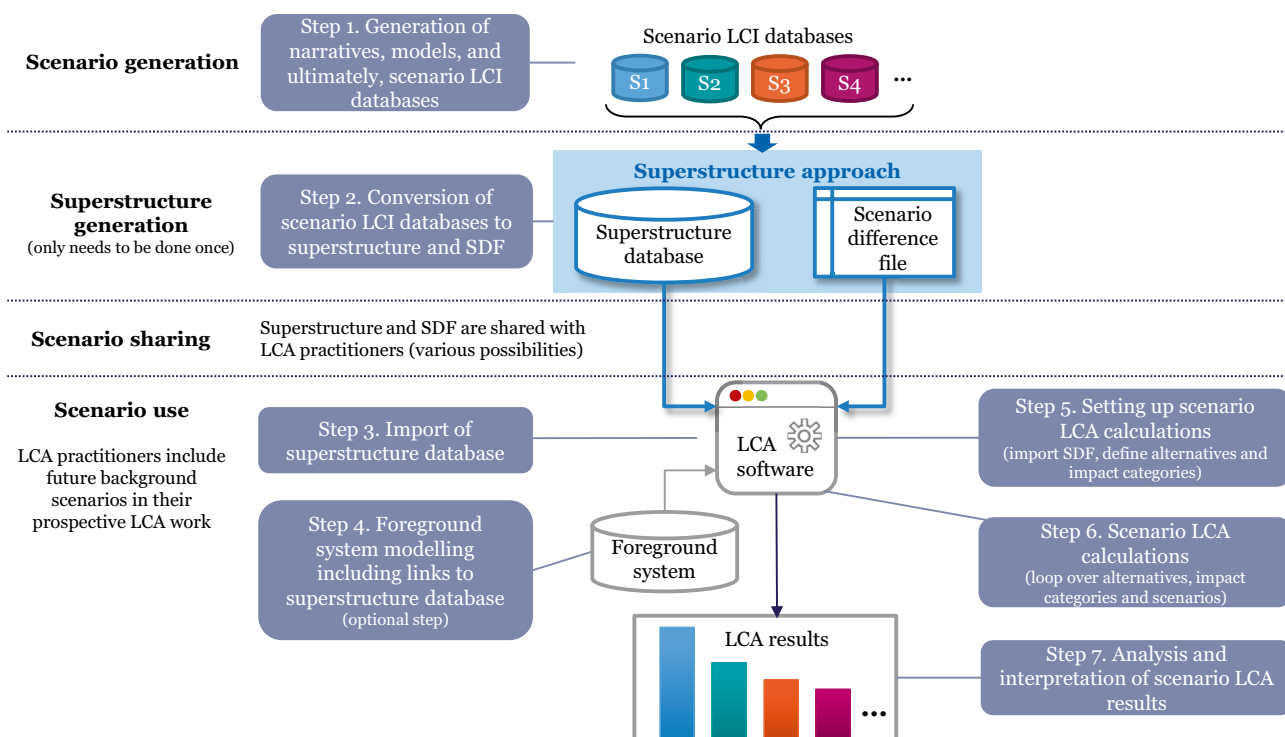 Scenario generation
Step 1. Generation of
narratives, models, and
ultimately, scenario LCI
databases
Scenario LCI databases
S1
S2
S3
S4
...
Superstructure
generation
(only needs to be done once)
Step 2. Conversion of
scenario LCI databases to
superstructure and SDF
Superstructure approach
Superstructure
database
Scenario
difference
file
Scenario sharing
Superstructure and SDF are shared with
LCA practitioners (various possibilities)
Scenario use
LCA practitioners include
future background
scenarios in their
prospective LCA work
Step 3. Import of
superstructure database
Step 4. Foreground
system modelling
including links to
superstructure database
(optional step)
Foreground
system
LCA
software
Step 5. Setting up scenario
LCA calculations
(import SDF, define alternatives and
impact categories)
Step 6. Scenario LCA
calculations
(loop over alternatives, impact
categories and scenarios)
LCA results
...
Step 7. Analysis and
interpretation of scenario LCA
results